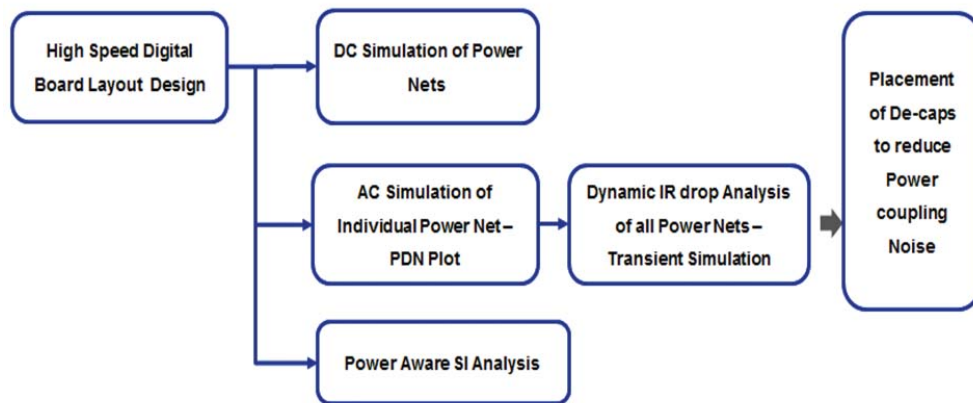 High Speed Digital
Board Layout Design
DC Simulation of Power
Nets
AC Simulation of
Individual Power Net–
PDN Plot
Dynamic IR drop Analysis
of all Power Nets–
Transient Simulation
Placement
of De-caps
to reduce
Power
coupling
Noise
Power Aware SI Analysis